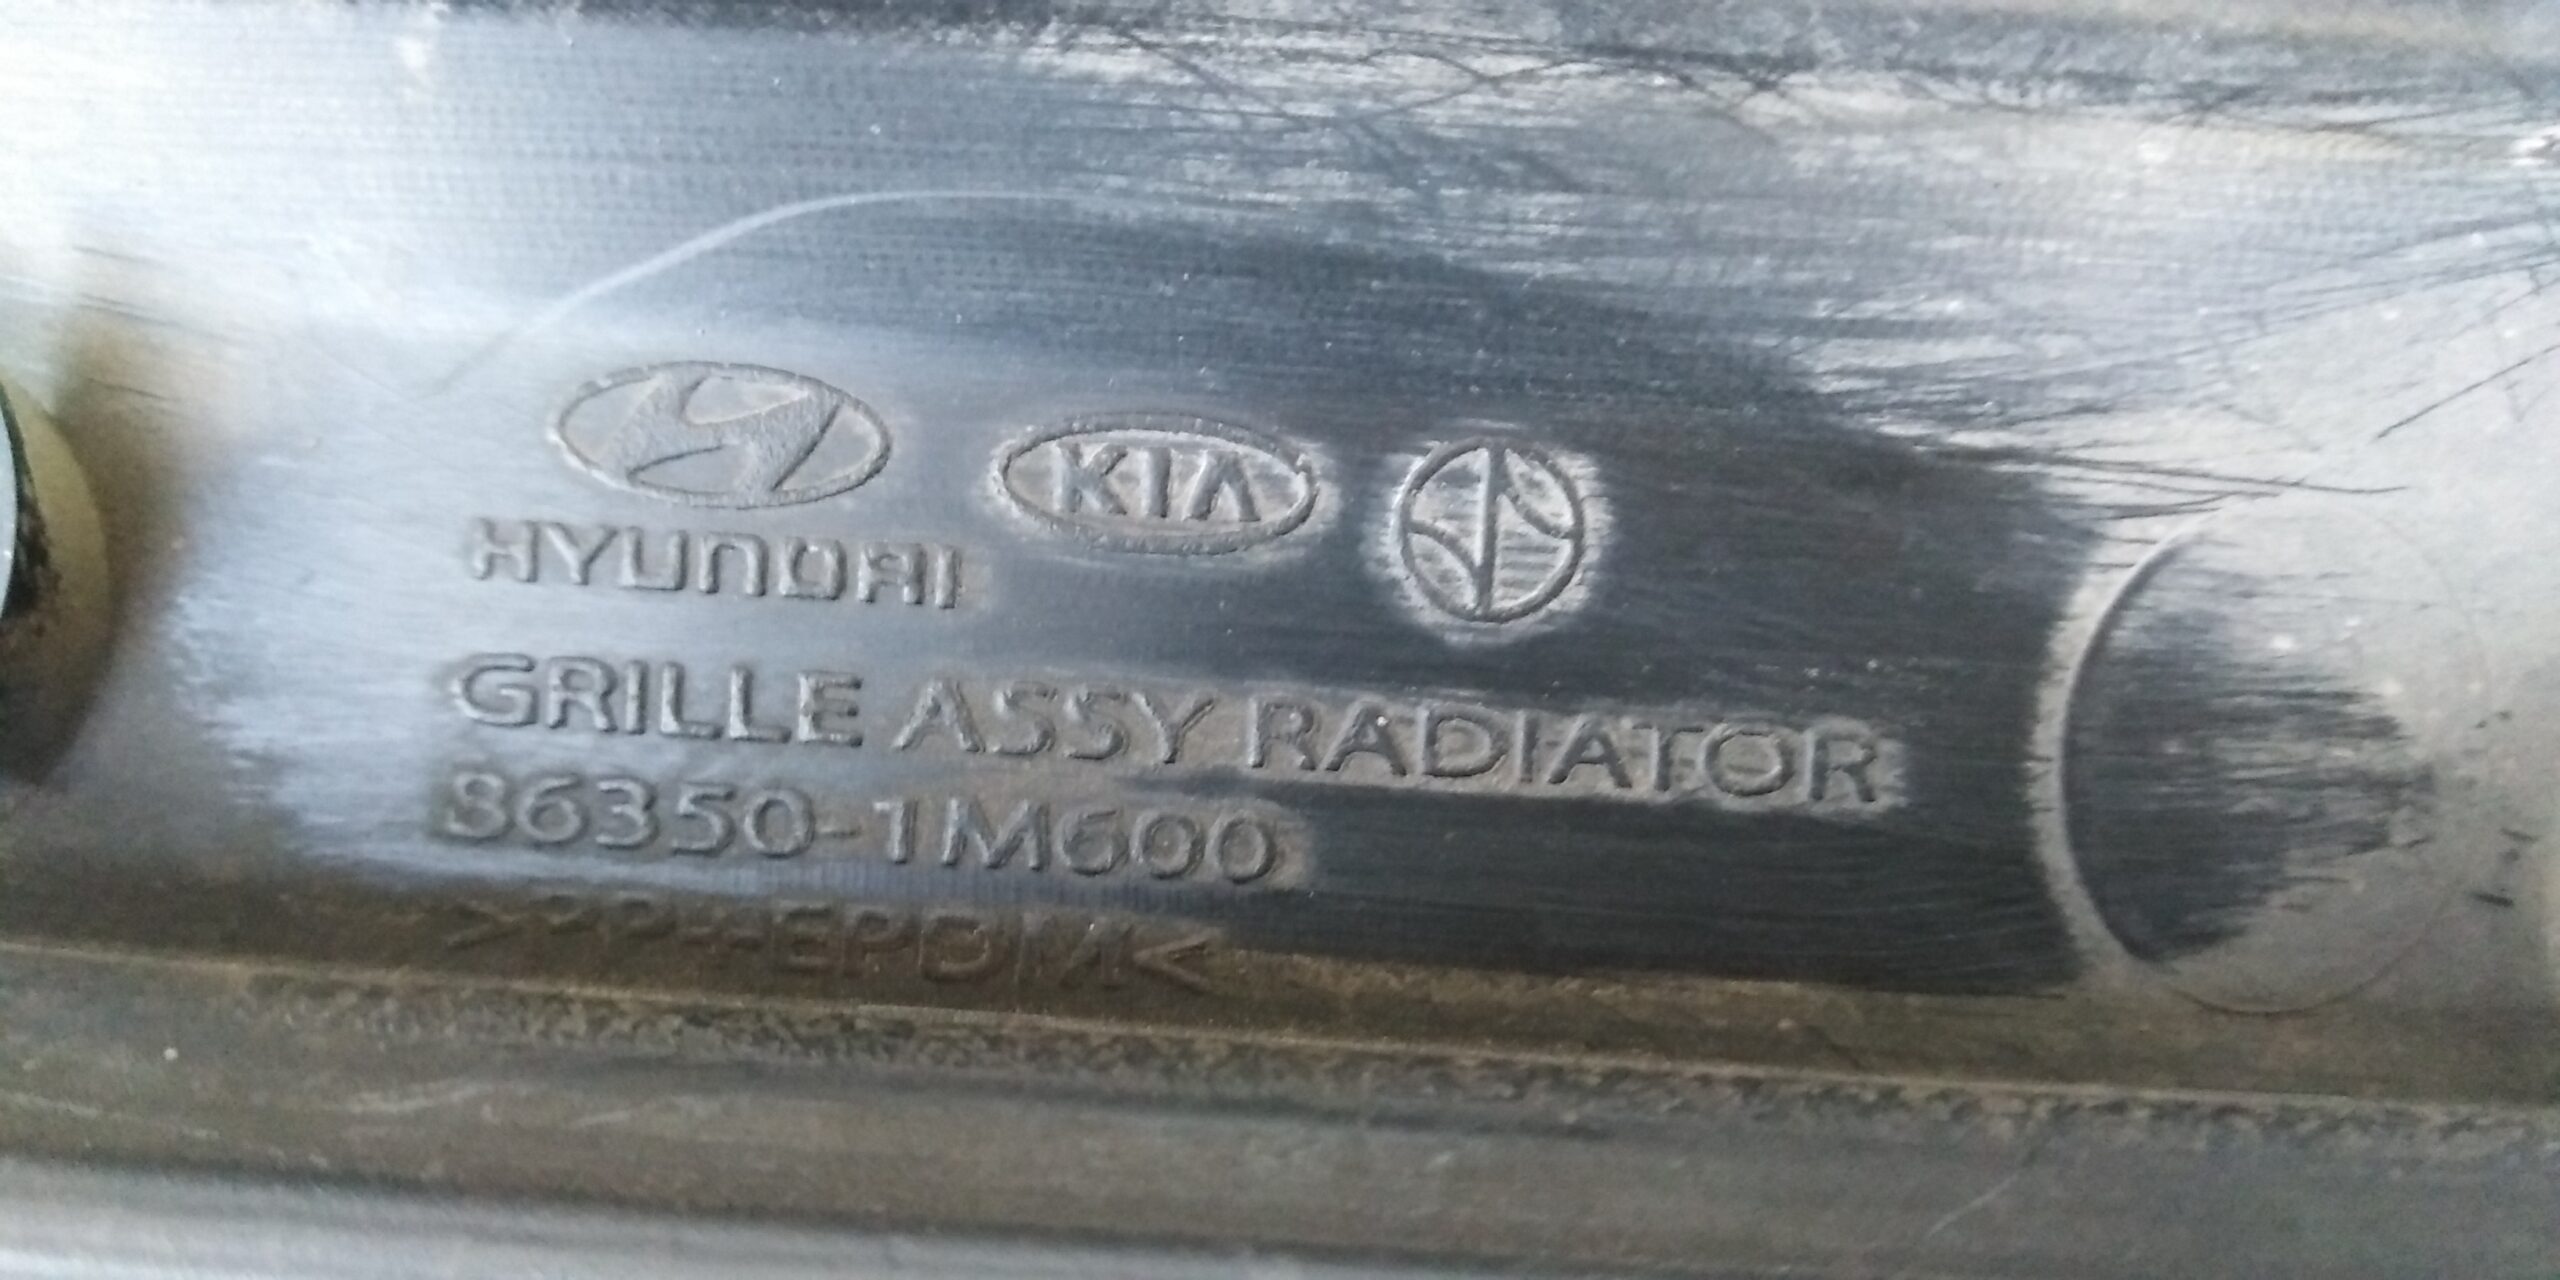 HYUNDAI KIA
GRILLE ASSY RADIATOR
86350-1M600
>PP+EPDM<